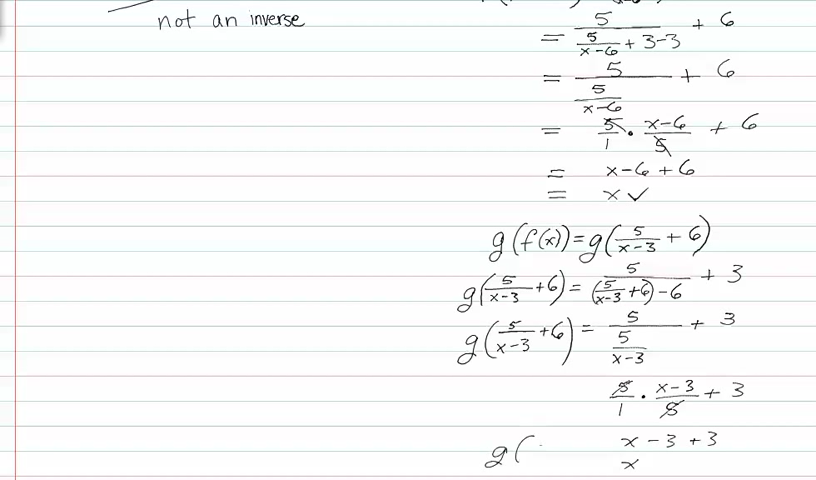 not an inverse
= 5/(5/(x-6) + 3-3) + 6
= 5/(5/(x-6)) + 6
= 5/1 · (x-6)/5 + 6
= x-6+6
= x ✓
g(f(x)) = g(5/(x-3) + 6)
g(5/(x-3) + 6) = 5/((5/(x-3) + 6) - 6) + 3
g(5/(x-3) + 6) = 5/(5/(x-3)) + 3
5/1 · (x-3)/5 + 3
g( x - 3 + 3
x